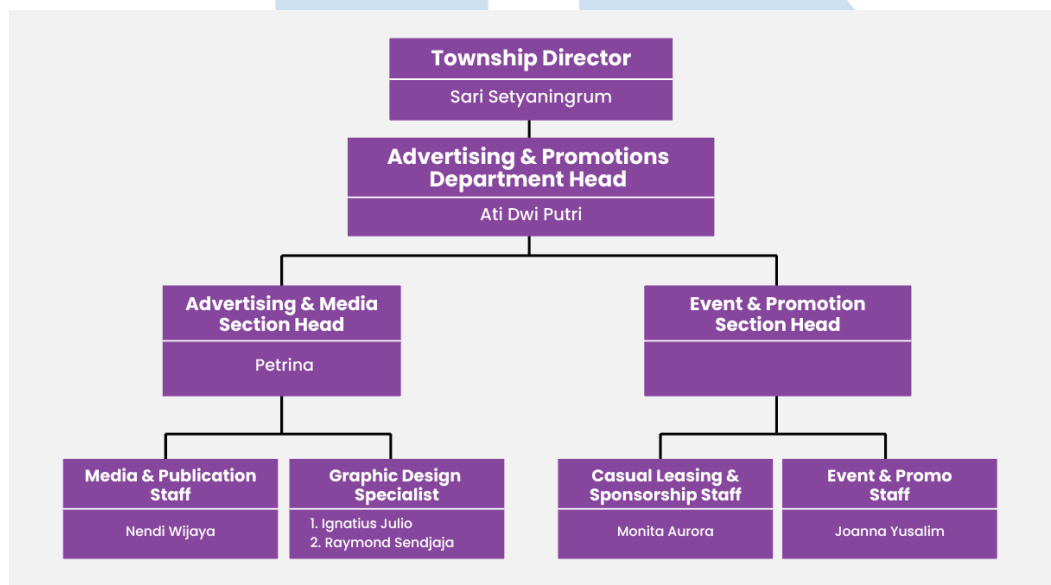 Township Director
Sari Setyaningrum
Advertising & Promotions
Department Head
Ati Dwi Putri
Advertising & Media
Section Head
Petrina
Event & Promotion
Section Head
Media & Publication
Staff
Nendi Wijaya
Graphic Design
Specialist
1. Ignatius Julio
2. Raymond Sendjaja
Casual Leasing &
Sponsorship Staff
Monita Aurora
Event & Promo
Staff
Joanna Yusalim